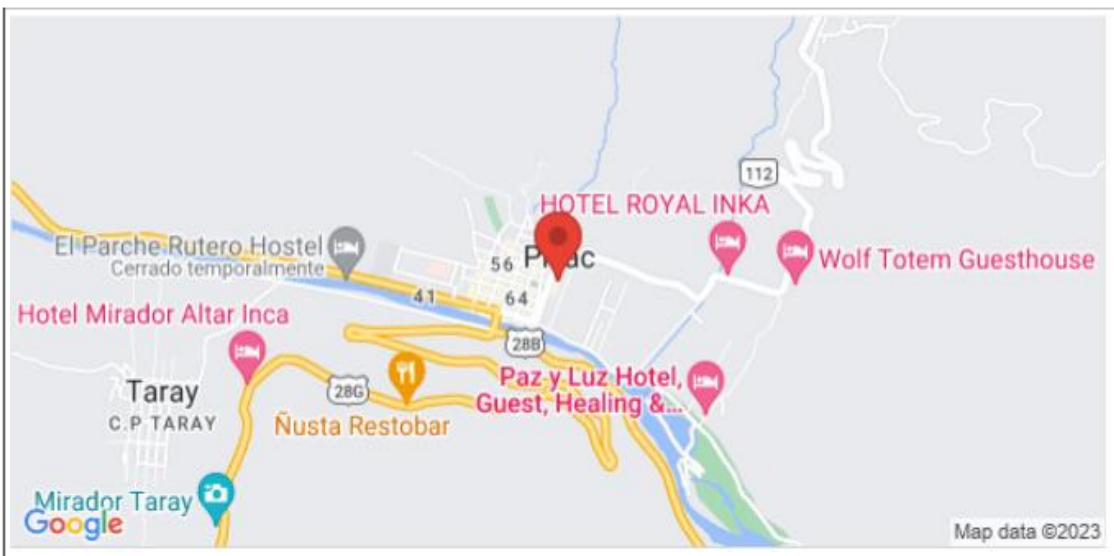 112
HOTEL ROYAL INKA
El Parche Rutero Hostel
Cerrado temporalmente
56
Wolf Totem Guesthouse
41
64
Hotel Mirador Altar Inca
28B
Paz y Luz Hotel,
Guest, Healing &...
28G
Taray
C.P TARAY
Ñusta Restobar
Mirador Taray
Google
Map data ©2023